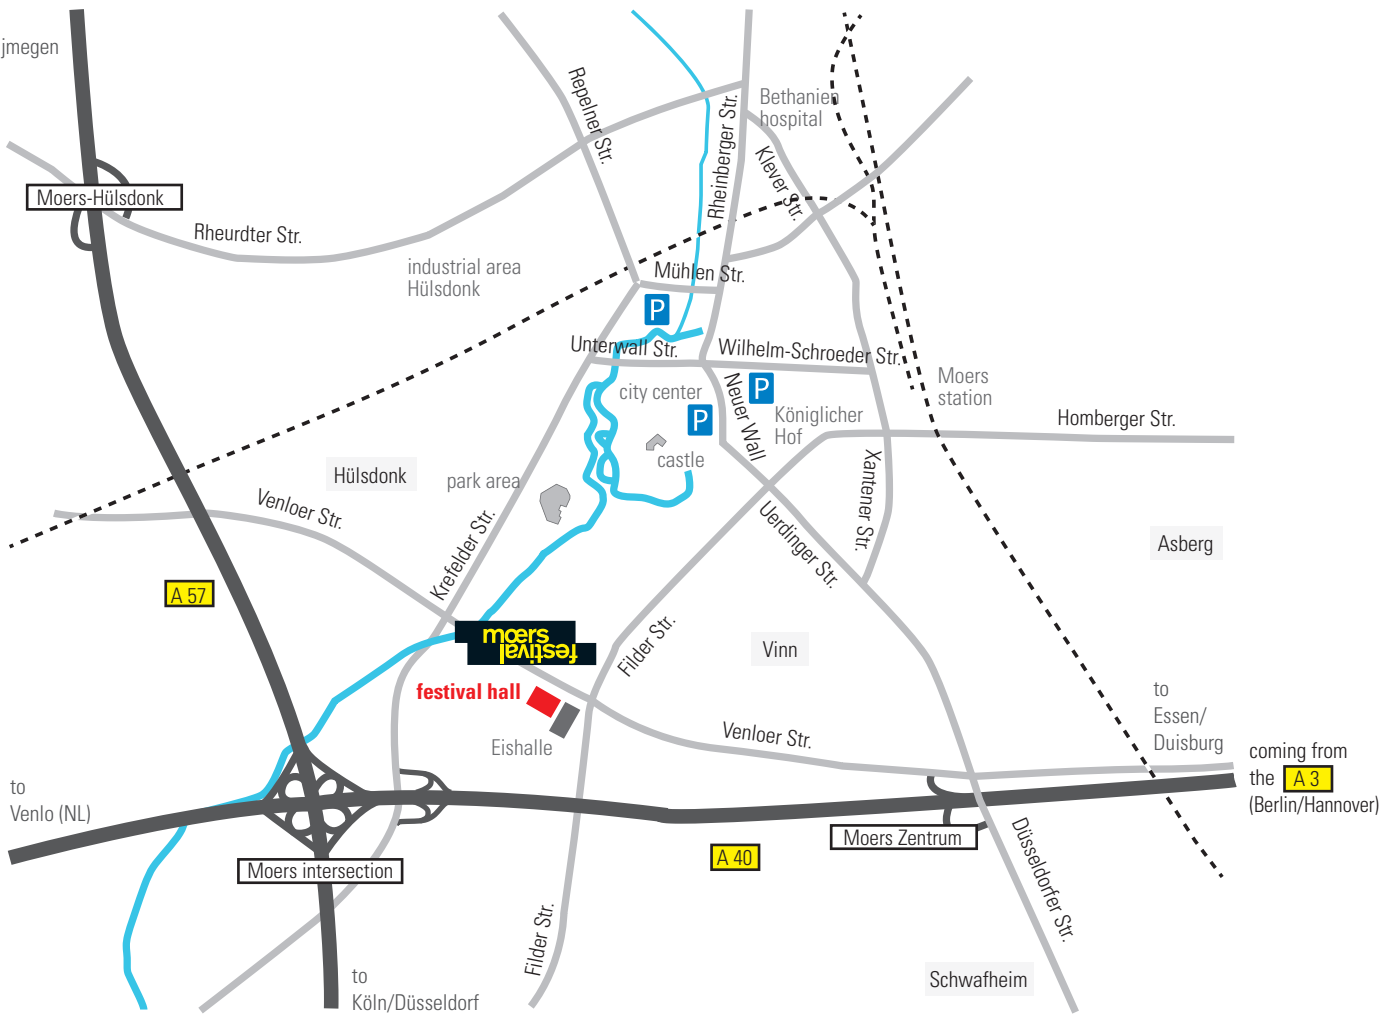 jmegen
Repelner Str.
Rheinberger Str.
Bethanien
hospital
Klever Str.
Moers-Hülsdonk
Rheurdter Str.
industrial area
Hülsdonk
Mühlen Str.
P
Unterwall Str.
Wilhelm-Schroeder Str.
Moers
station
city center
P
Neuer Wall
P
Königlicher
Hof
Homberger Str.
castle
Hülsdonk
park area
Venloer Str.
Krefelder Str.
Uerdinger Str.
Xantener Str.
Asberg
A 57
moers
festival
Filder Str.
Vinn
festival hall
Eishalle
Venloer Str.
to
Essen/
Duisburg
coming from
the A 3
(Berlin/Hannover)
to
Venlo (NL)
Moers Zentrum
A 40
Moers intersection
Düsseldorfer Str.
Filder Str.
to
Köln/Düsseldorf
Schwafheim